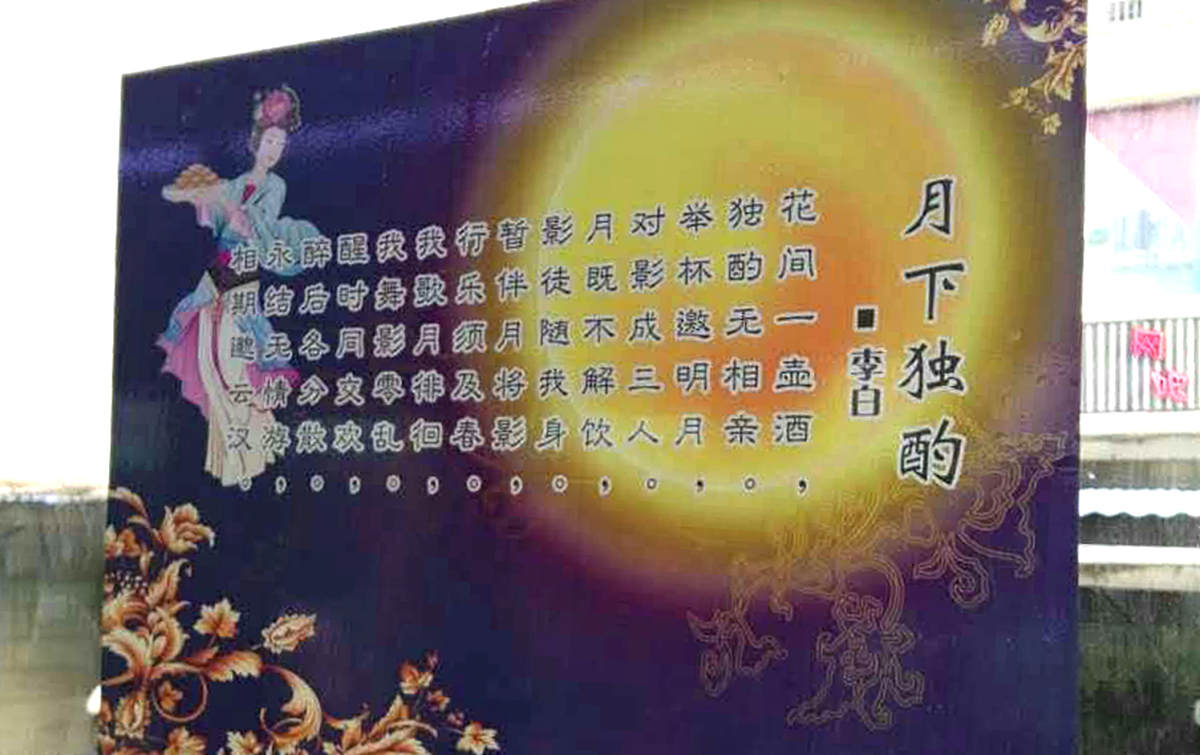 月下独酌
■李白
花间一壶酒，
独酌无相亲。
举杯邀明月，
对影成三人。
月既不解饮，
影徒随我身。
暂伴月将影，
行乐须及春。
我歌月徘徊，
我舞影零乱。
醒时同交欢，
醉后各分散。
永结无情游，
相期邈云汉。